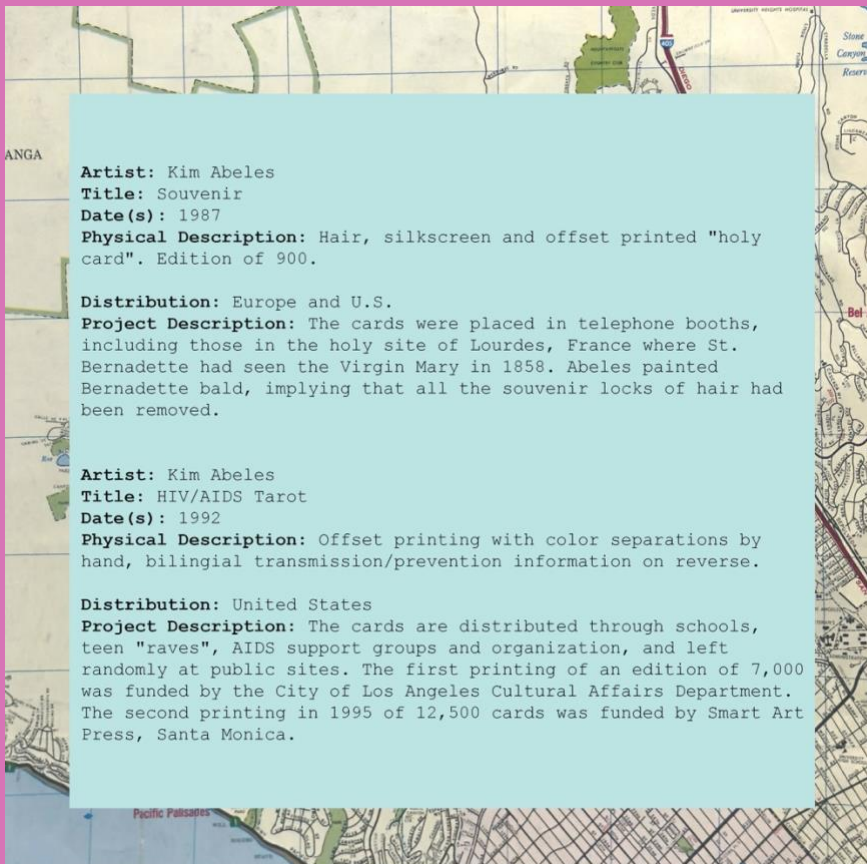 UNIVERSITY HEIGHTS HOSPITAL
Stone
Canyon
405
DIEGO
ANGA
Artist: Kim Abeles
Title: Souvenir
Date(s): 1987
Physical Description: Hair, silkscreen and offset printed "holy
card". Edition of 900.
Distribution: Europe and U.S.
Project Description: The cards were placed in telephone booths,
including those in the holy site of Lourdes, France where St.
Bernadette had seen the Virgin Mary in 1858. Abeles painted
Bernadette bald, implying that all the souvenir locks of hair had
been removed.
Bel
Artist: Kim Abeles
Title: HIV/AIDS Tarot
Date(s): 1992
Physical Description: Offset printing with color separations by
hand, bilingial transmission/prevention information on reverse.
Distribution: United States
Project Description: The cards are distributed through schools,
teen "raves", AIDS support groups and organization, and left
randomly at public sites. The first printing of an edition of 7,000
was funded by the City of Los Angeles Cultural Affairs Department.
The second printing in 1995 of 12,500 cards was funded by Smart Art
Press, Santa Monica.
Pacific Palisades